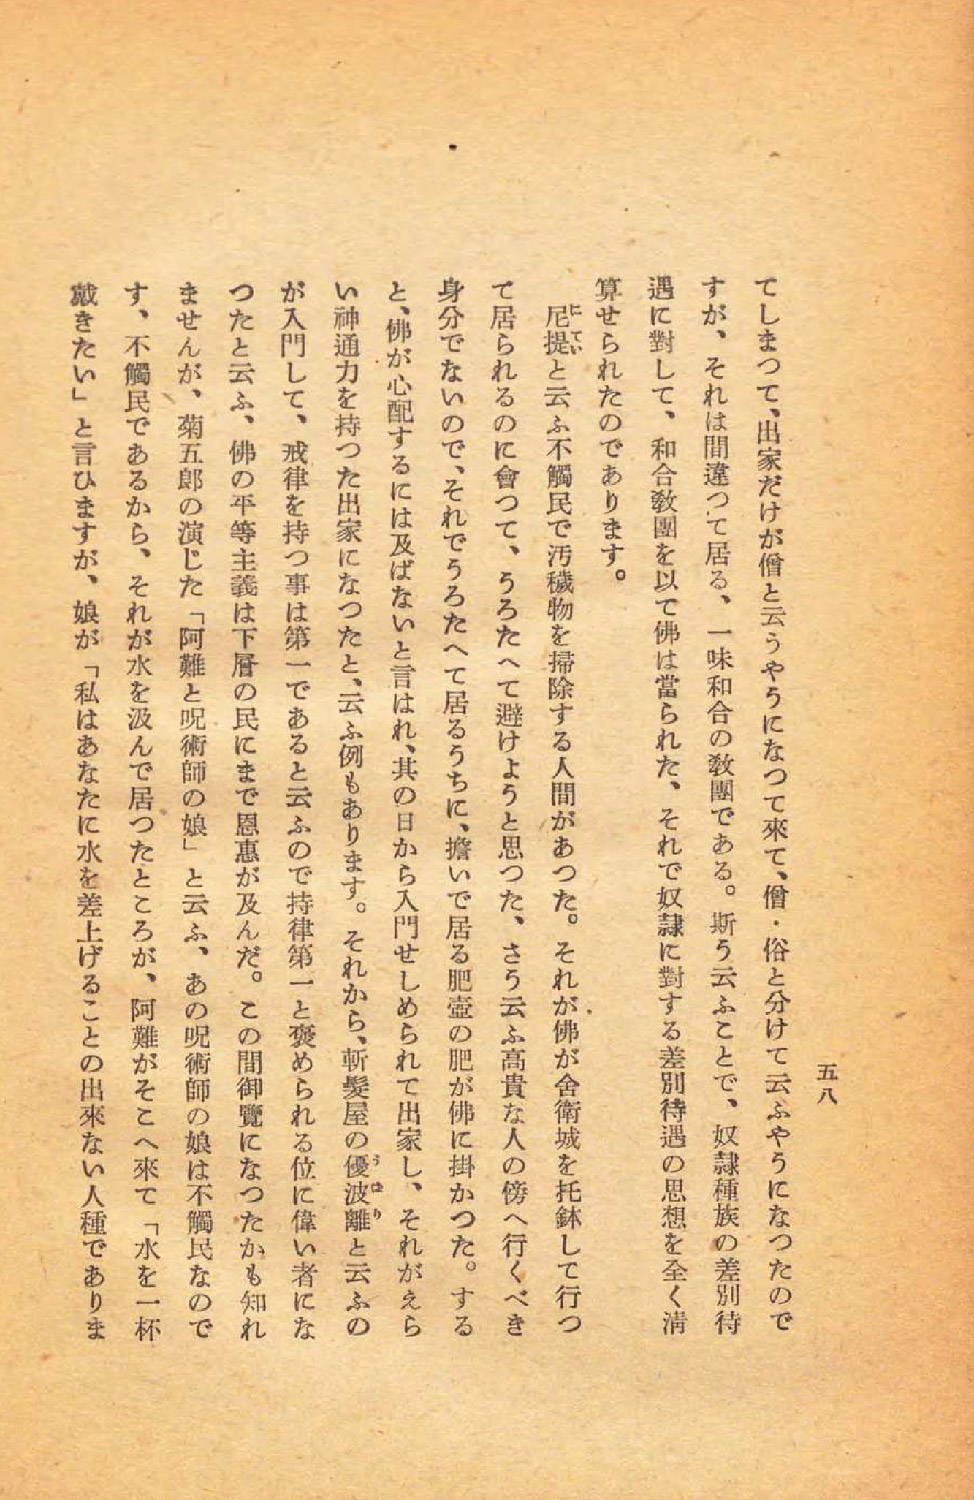 五八
てしまつて、出家だけが僧と云うやうになつて來て、僧・俗と分けて云ふやうになつたので
すが、それは間違つて居る、一味和合の敎團である。斯う云ふことで、奴隷種族の差別待
遇に對して、和合敎團を以て佛は當られた、それで奴隷に對する差別待遇の思想を全く淸
算せられたのであります。
尼提と云ふ不觸民で汚穢物を掃除する人間があつた。それが佛が舍衛城を托鉢して行つ
て居られるのに會つて、うろたへて避けようと思つた、さう云ふ高貴な人の傍へ行くべき
身分でないので、それでうろたへて居るうちに、擔いで居る肥壺の肥が佛に掛かつた。する
と、佛が心配するには及ばないと言はれ、其の日から入門せしめられて出家し、それがえら
い神通力を持つた出家になつたと、云ふ例もあります。それから、斬髮屋の優波離と云ふの
が入門して、戒律を持つ事は第一であると云ふので持律第一と褒められる位に偉い者にな
つたと云ふ、佛の平等主義は下層の民にまで恩惠が及んだ。この間御覽になつたかも知れ
ませんが、菊五郞の演じた「阿難と呪術師の娘」と云ふ、あの呪術師の娘は不觸民なので
す、不觸民であるから、それが水を汲んで居つたところが、阿難がそこへ來て「水を一杯
戴きたい」と言ひますが、娘が「私はあなたに水を差上げることの出來ない人種でありま